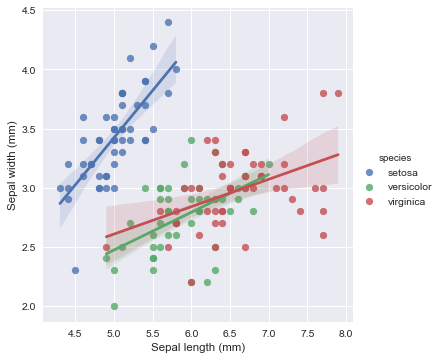 4.5
4.0
3.5
3.0
2.5
2.0
Sepal width (mm)
4.5 5.0 5.5 6.0 6.5 7.0 7.5 8.0
Sepal length (mm)
species
setosa
versicolor
virginica